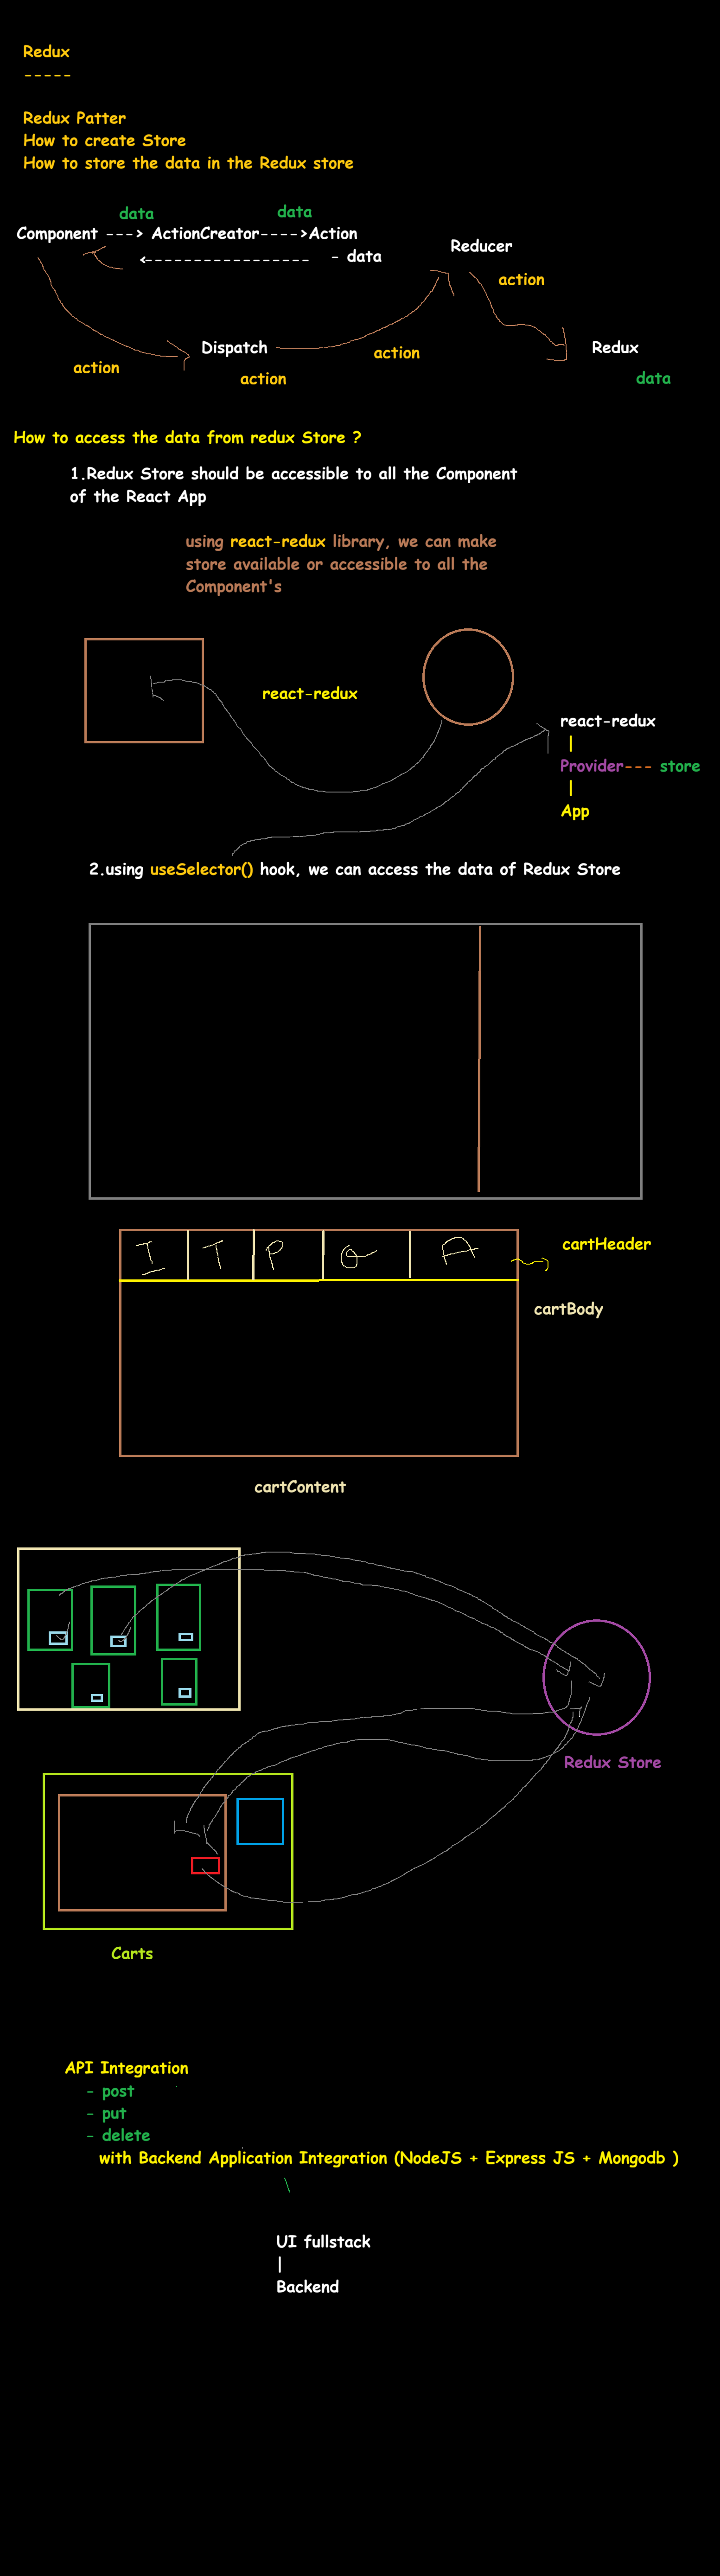 Redux
-----
Redux Patter
How to create Store
How to store the data in the Redux store
data data
Component ---> ActionCreator---->Action
<----------------- - data
Reducer
action
Dispatch
Redux
action
action
action
data
How to access the data from redux Store ?
1.Redux Store should be accessible to all the Component
of the React App
using react-redux library, we can make
store available or accessible to all the
Component's
react-redux
react-redux
|
Provider--- store
|
App
2.using useSelector() hook, we can access the data of Redux Store
I T P Q A
cartHeader
cartBody
cartContent
Redux Store
Carts
API Integration
- post
- put
- delete
with Backend Application Integration (NodeJS + Express JS + Mongodb )
\
UI fullstack
|
Backend